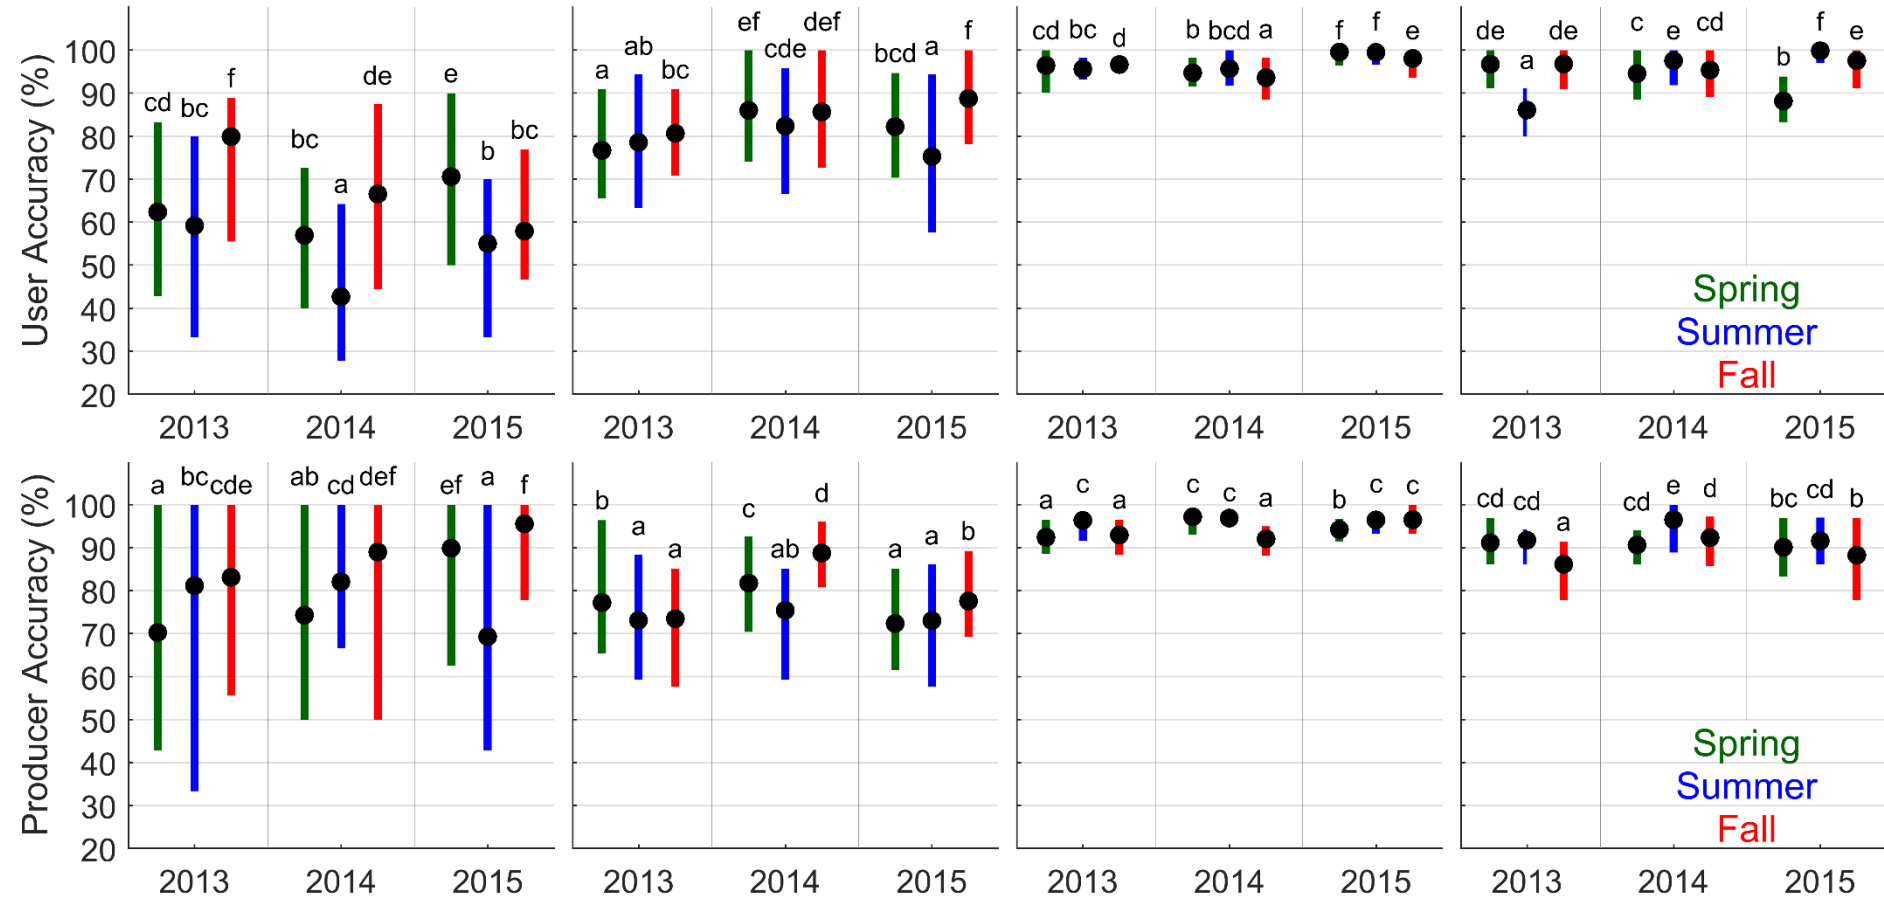 User Accuracy (%)
100
90
80
70
60
50
40
30
20
cd bc f bc a de e b bc
2013 2014 2015
a ab bc ef cde def bcd a f
2013 2014 2015
cd bc d b bcd a f f e
2013 2014 2015
de a de c e cd b f e
Spring
Summer
Fall
2013 2014 2015
Producer Accuracy (%)
100
90
80
70
60
50
40
30
20
a bc cde ab cd def ef a f
2013 2014 2015
b a a c ab d a a b
2013 2014 2015
a c a c c a b c c
2013 2014 2015
cd cd a cd e d bc cd b
Spring
Summer
Fall
2013 2014 2015